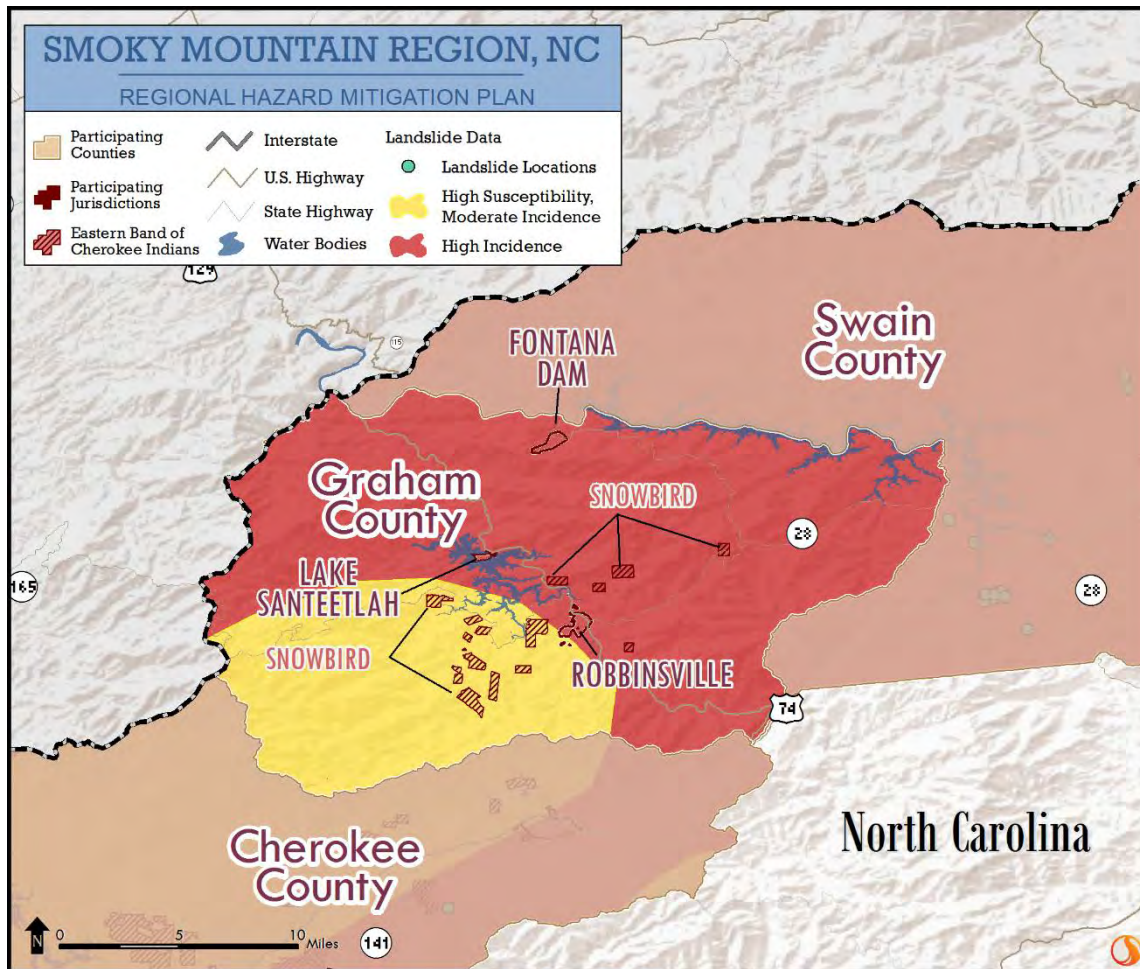 SMOKY MOUNTAIN REGION, NC
REGIONAL HAZARD MITIGATION PLAN
Participating
Counties
Participating
Jurisdictions
Eastern Band of
Cherokee Indians
Interstate
U.S. Highway
State Highway
Water Bodies
Landslide Data
Landslide Locations
High Susceptibility,
Moderate Incidence
High Incidence
129
115
Swain
County
FONTANA
DAM
Graham
County
SNOWBIRD
28
165
LAKE
SANTEETLAH
28
SNOWBIRD
ROBBINSVILLE
74
North Carolina
Cherokee
County
N
0
5
10
Miles
141